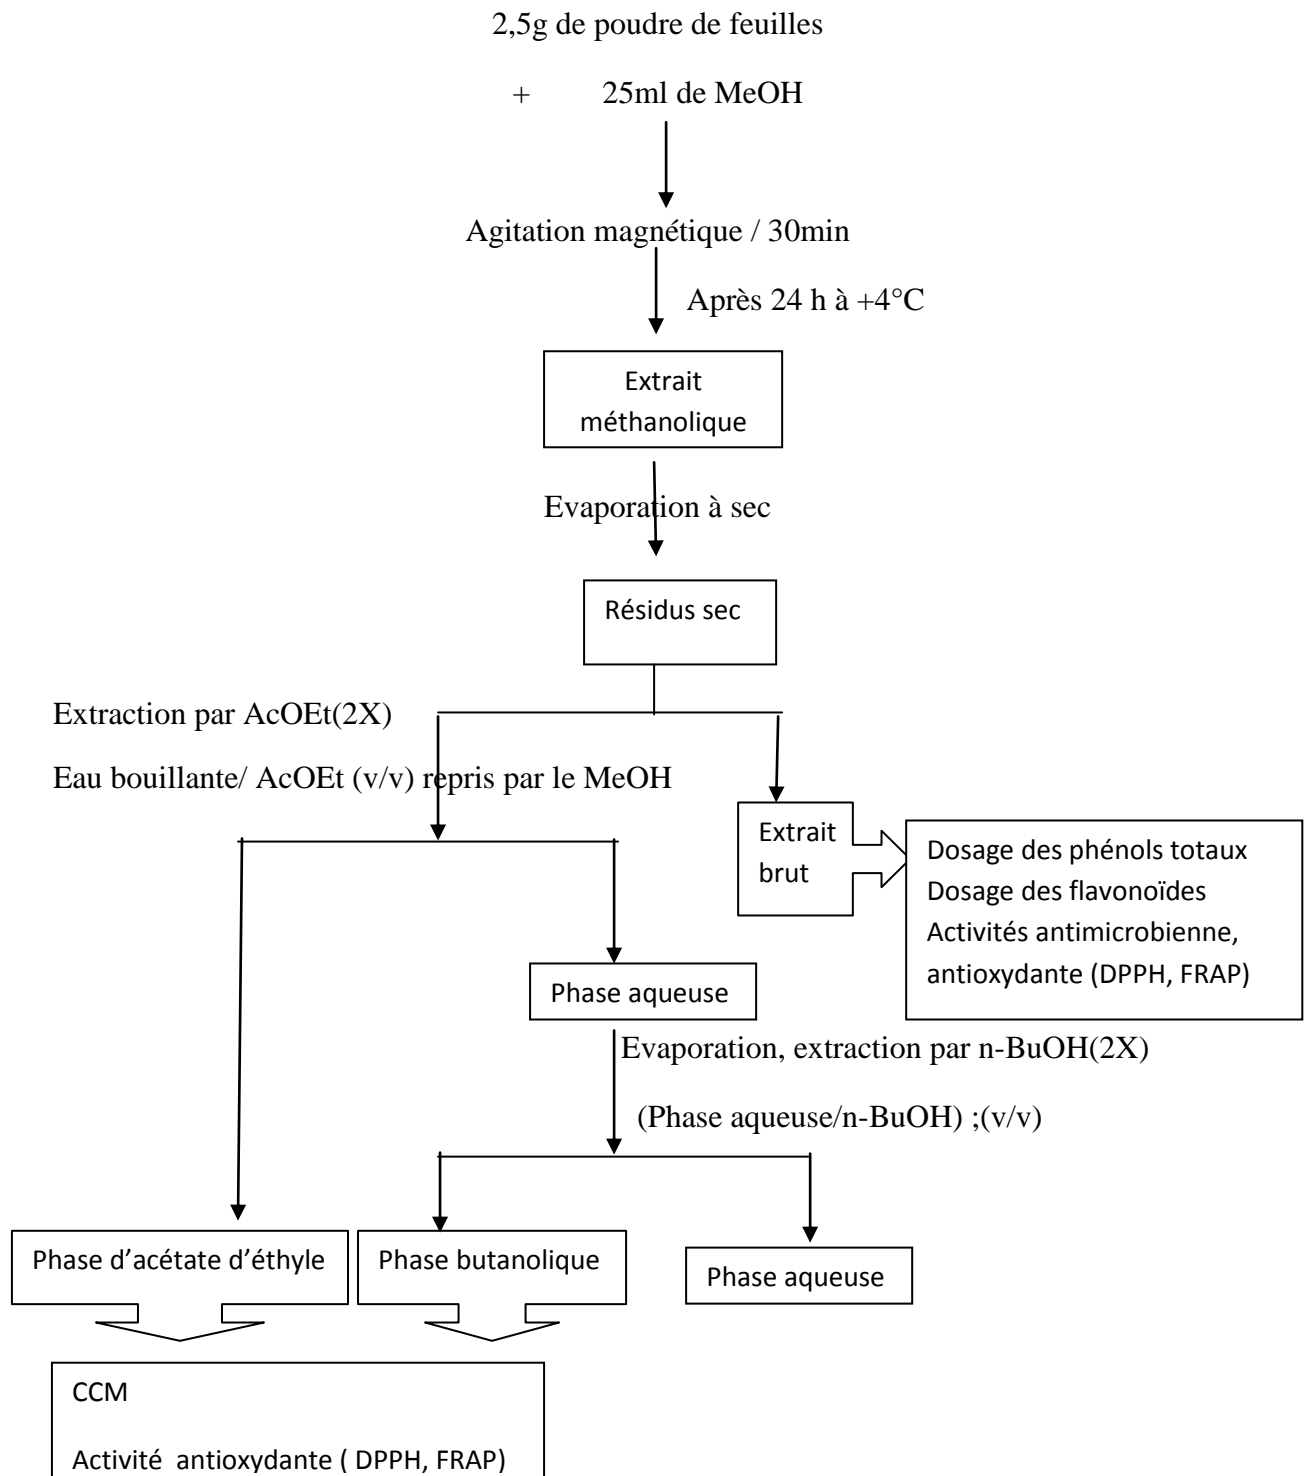 2,5g de poudre de feuilles
+ 25ml de MeOH
Agitation magnétique / 30min
Après 24 h à +4°C
Extrait
méthanolique
Evaporation à sec
Résidus sec
Extraction par AcOEt(2X)
Eau bouillante/ AcOEt (v/v) repris par le MeOH
Extrait
brut
Dosage des phénols totaux
Dosage des flavonoïdes
Activités antimicrobienne,
antioxydante (DPPH, FRAP)
Phase aqueuse
Evaporation, extraction par n-BuOH(2X)
(Phase aqueuse/n-BuOH) ;(v/v)
Phase d’acétate d’éthyle
Phase butanolique
Phase aqueuse
CCM
Activité antioxydante ( DPPH, FRAP)